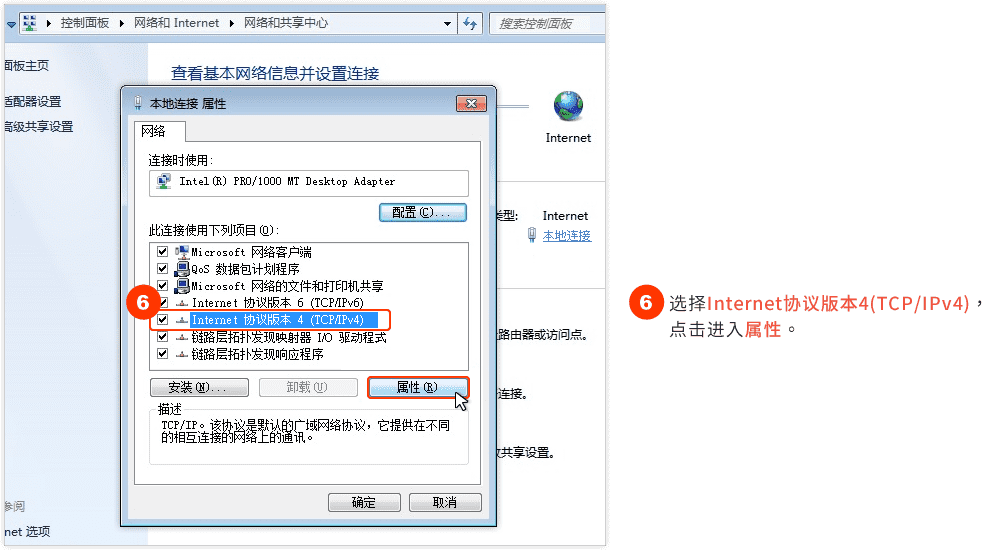 控制面板 网络和 Internet 网络和共享中心 搜索控制面板
面板主页
适配器设置
高级共享设置
查看基本网络信息并设置连接
Internet
类型: Internet
本地连接
路由器或访问点。
连接。
共享设置。
参阅
net 选项
本地连接 属性
网络
连接时使用:
Intel(R) PRO/1000 MT Desktop Adapter
配置(C)...
此连接使用下列项目(O):
Microsoft 网络客户端
QoS 数据包计划程序
Microsoft 网络的文件和打印机共享
Internet 协议版本 6 (TCP/IPv6)
6 Internet 协议版本 4 (TCP/IPv4)
链路层拓扑发现映射器 I/O 驱动程式
链路层拓扑发现响应程序
安装(N)... 卸载(U) 属性(R)
描述
TCP/IP。该协议是默认的广域网络协议，它提供在不同
的相互连接的网络上的通讯。
确定 取消
6 选择Internet协议版本4(TCP/IPv4)，
点击进入属性。